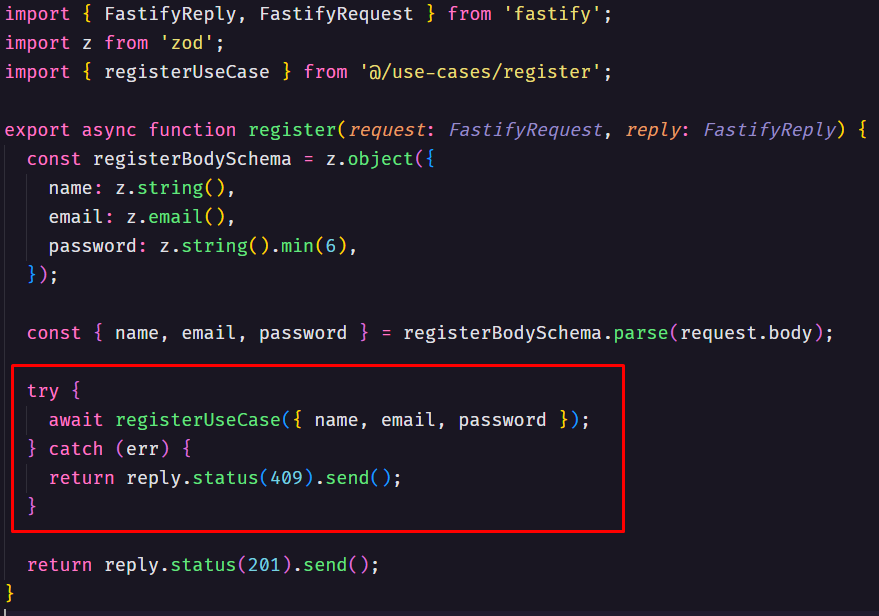 import { FastifyReply, FastifyRequest } from 'fastify';
import z from 'zod';
import { registerUseCase } from '@/use-cases/register';

export async function register(request: FastifyRequest, reply: FastifyReply) {
  const registerBodySchema = z.object({
    name: z.string(),
    email: z.email(),
    password: z.string().min(6),
  });

  const { name, email, password } = registerBodySchema.parse(request.body);

  try {
    await registerUseCase({ name, email, password });
  } catch (err) {
    return reply.status(409).send();
  }

  return reply.status(201).send();
}